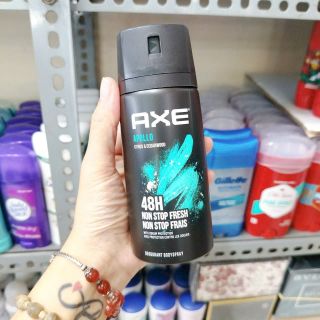 AXE
APOLLO
CITRUS & CEDARWOOD
48H
NON STOP FRESH
NON STOP FRAIS
DEODORANT BODYSPRAY
Gillette